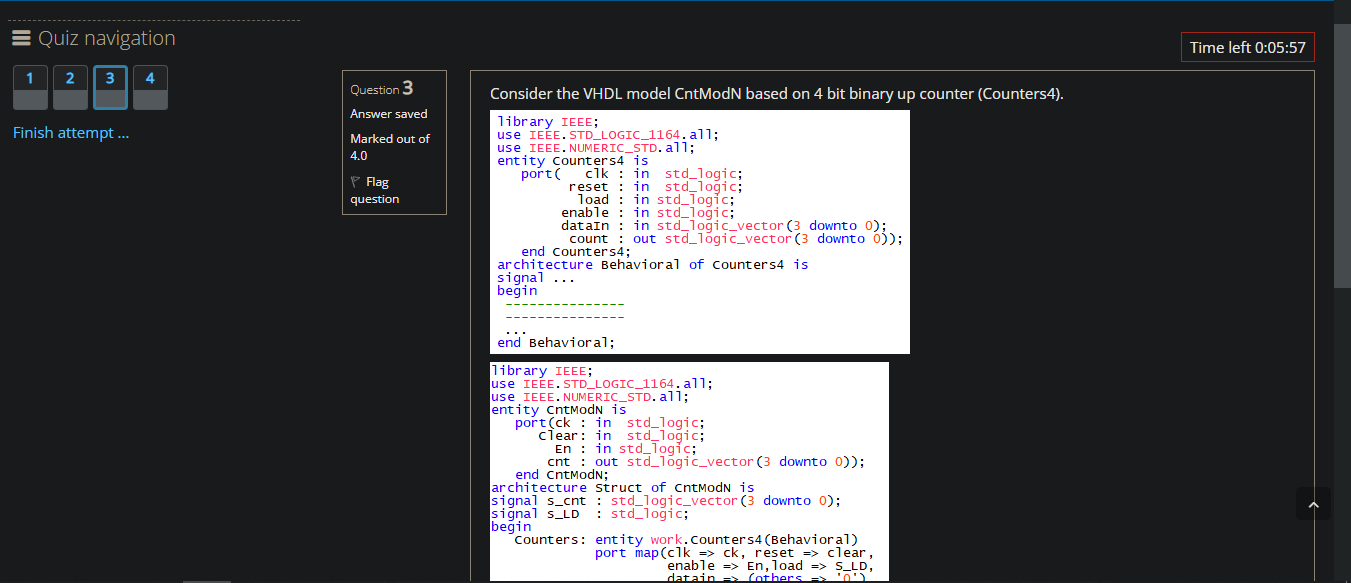 Quiz navigation
1 2 3 4
Finish attempt ...
Time left 0:05:57
Question 3
Answer saved
Marked out of
4.0
Flag
question
Consider the VHDL model CntModN based on 4 bit binary up counter (Counters4).
library IEEE;
use IEEE.STD_LOGIC_1164.all;
use IEEE.NUMERIC_STD.all;
entity Counters4 is
port( clk : in std_logic;
reset : in std_logic;
load : in std_logic;
enable : in std_logic;
dataIn : in std_logic_vector(3 downto 0);
count : out std_logic_vector(3 downto 0));
end Counters4;
architecture Behavioral of Counters4 is
signal ...
begin
---------------
---------------
...
end Behavioral;
library IEEE;
use IEEE.STD_LOGIC_1164.all;
use IEEE.NUMERIC_STD.all;
entity CntModN is
port(ck : in std_logic;
Clear: in std_logic;
En : in std_logic;
cnt : out std_logic_vector(3 downto 0));
end CntModN;
architecture Struct of CntModN is
signal s_cnt : std_logic_vector(3 downto 0);
signal s_LD : std_logic;
begin
Counters: entity work.Counters4(Behavioral)
port map(clk => ck, reset => clear,
enable => En,load => S_LD,
datain => (others => '0')